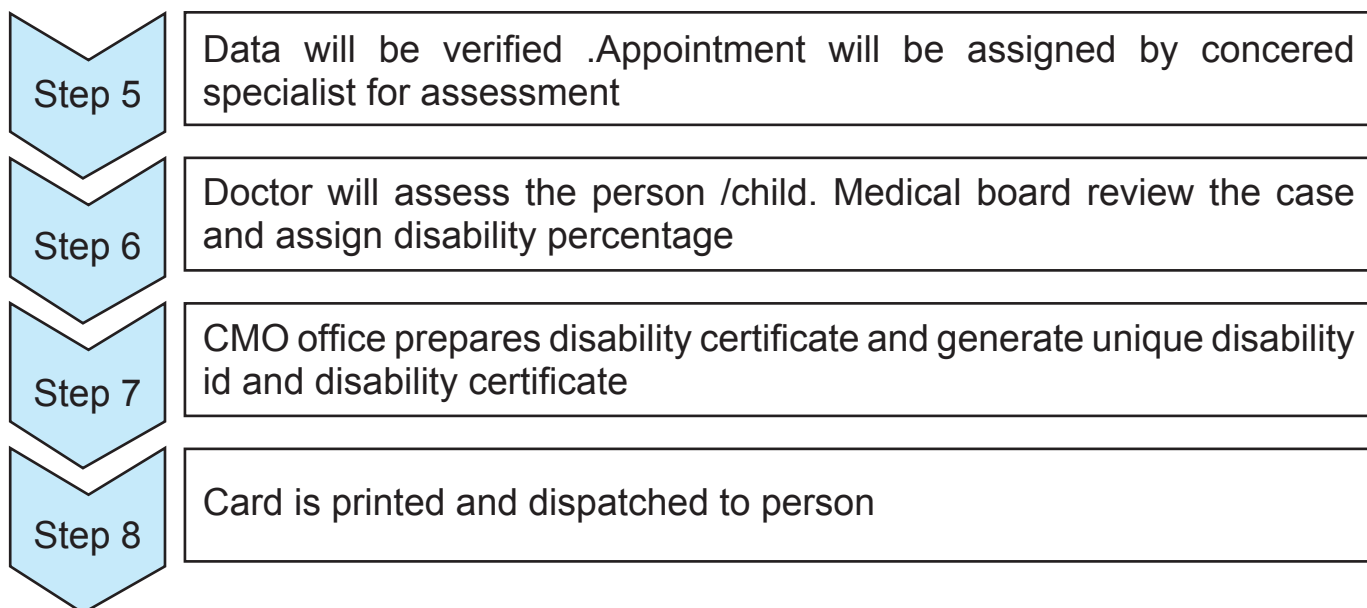 Step 5
Data will be verified .Appointment will be assigned by concered
specialist for assessment
Step 6
Doctor will assess the person /child. Medical board review the case
and assign disability percentage
Step 7
CMO office prepares disability certificate and generate unique disability
id and disability certificate
Step 8
Card is printed and dispatched to person